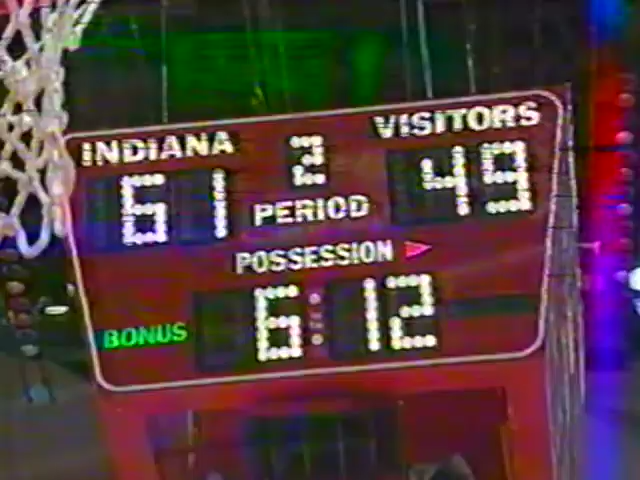 INDIANA 2 VISITORS
61 PERIOD 49
POSSESSION
BONUS 6:12